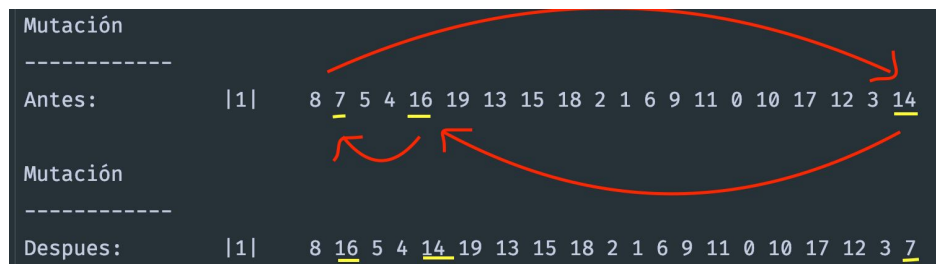 Mutación
------------
Antes: |1| 8 7 5 4 16 19 13 15 18 2 1 6 9 11 0 10 17 12 3 14
Mutación
------------
Despues: |1| 8 16 5 4 14 19 13 15 18 2 1 6 9 11 0 10 17 12 3 7